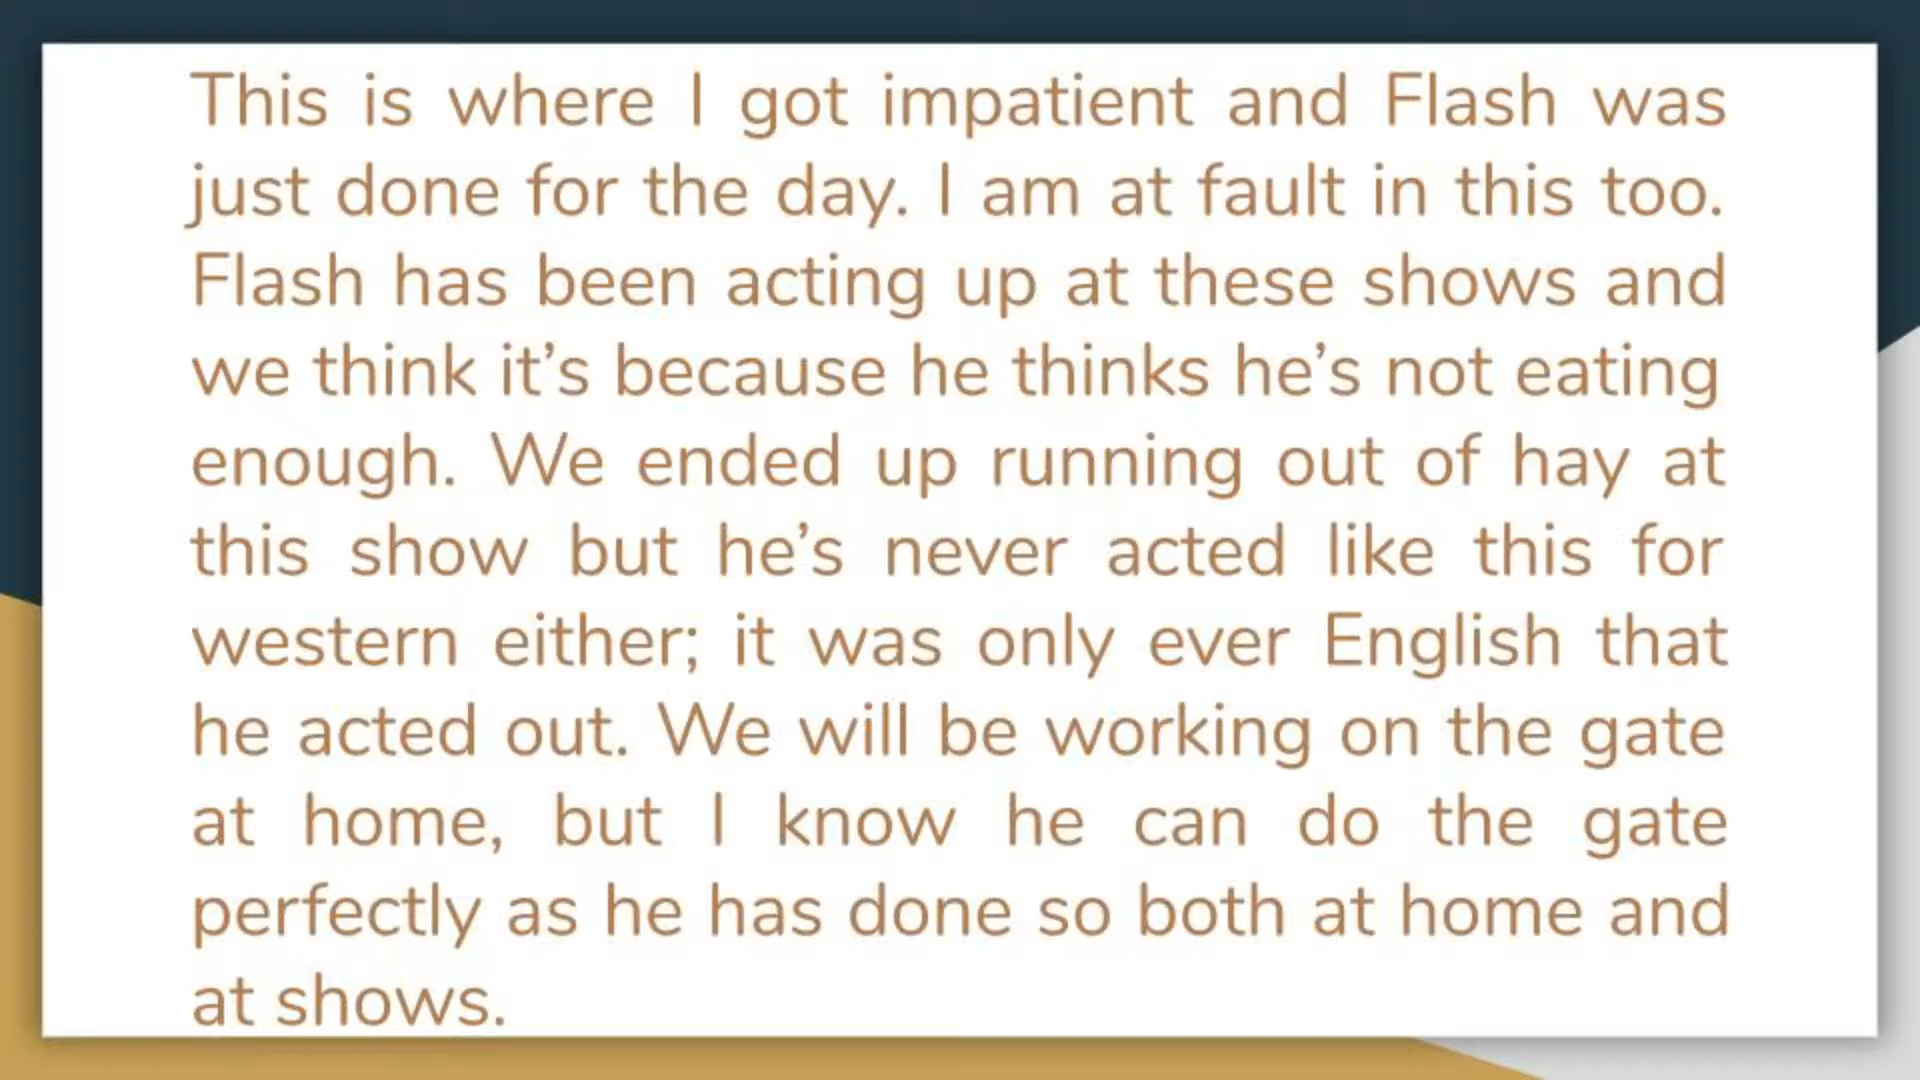 This is where I got impatient and Flash was
just done for the day. I am at fault in this too.
Flash has been acting up at these shows and
we think it’s because he thinks he’s not eating
enough. We ended up running out of hay at
this show but he’s never acted like this for
western either; it was only ever English that
he acted out. We will be working on the gate
at home, but I know he can do the gate
perfectly as he has done so both at home and
at shows.